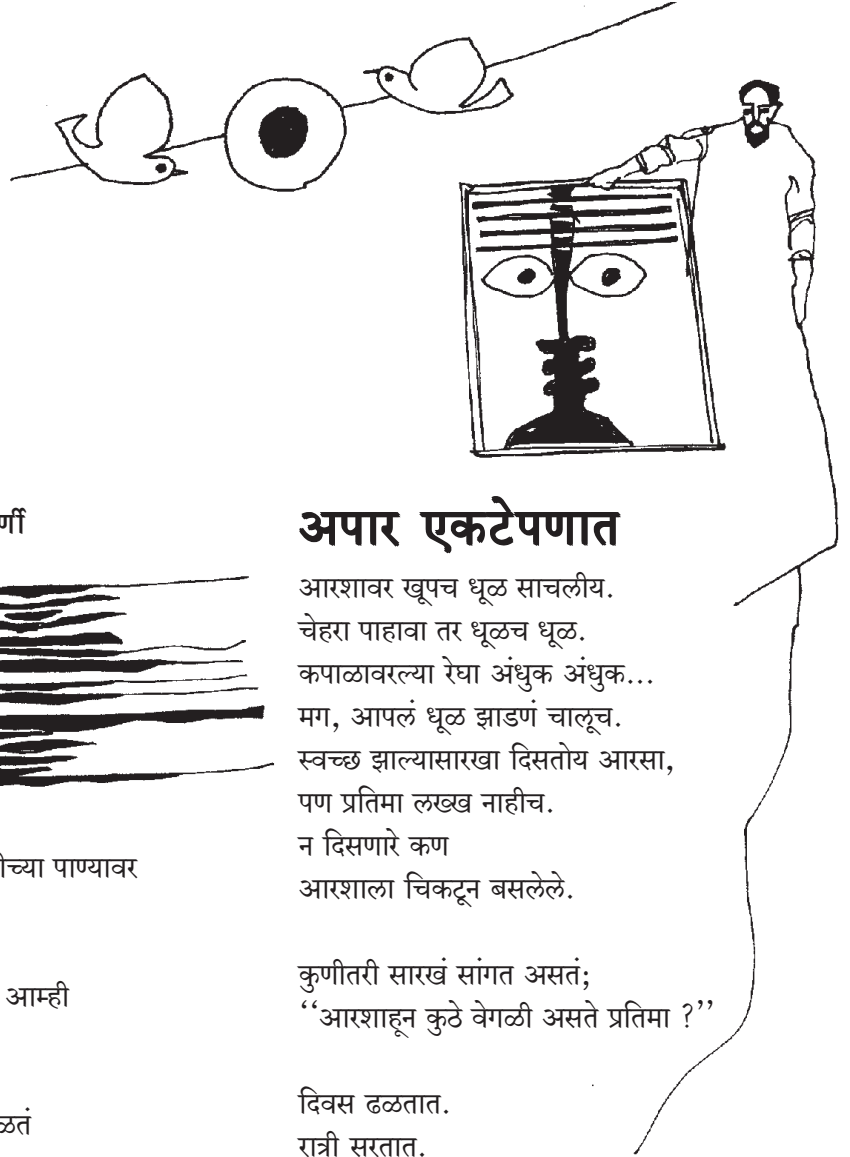 अपार एकटेपणात
आरशावर खूपच धूळ साचलीय.
चेहरा पाहावा तर धूळच धूळ.
कपाळावरल्या रेघा अंधुक अंधुक...
मग, आपलं धूळ झाडणं चालूच.
स्वच्छ झाल्यासारखा दिसतोय आरसा,
पण प्रतिमा लख्ख नाहीच.
न दिसणारे कण
आरशाला चिकटून बसलेले.
कुणीतरी सारखं सांगत असतं;
‘‘आरशाहून कुठे वेगळी असते प्रतिमा ?’’
दिवस ढळतात.
रात्री सरतात.
पाण्यावर
आम्ही